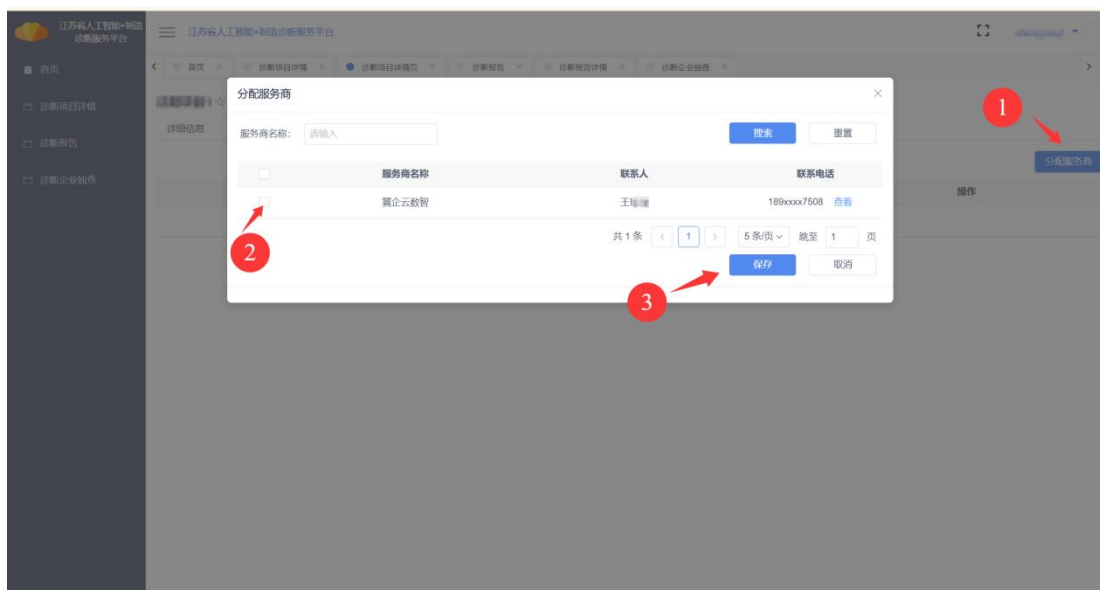 江苏省人工智能+制造
诊断服务平台
江苏省人工智能+制造诊断服务平台
首页
诊断项目详情
诊断报告
诊断企业抽查
首页 × 诊断项目详情 × 诊断项目详情页 × 诊断报告 × 诊断报告详情 × 诊断企业抽查 ×
详细信息
分配服务商
操作
1
分配服务商
服务商名称: 请输入 搜索 重置
服务商名称 联系人 联系电话
翼企云数智 王 189xxxx7508 查看
共 1 条 < 1 > 5 条/页 跳至 1 页
保存 取消
2
3